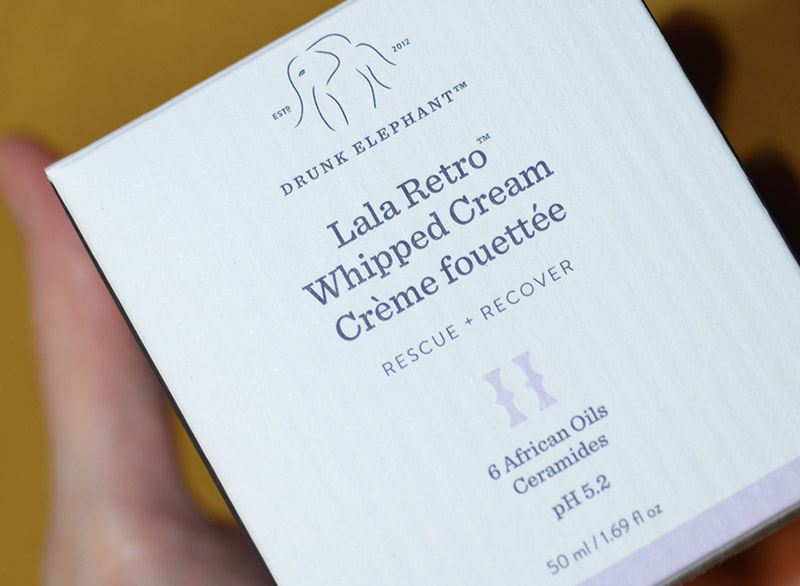 ESTD 2012
DRUNK ELEPHANT™
Lala Retro™
Whipped Cream
Crème fouettée
RESCUE + RECOVER
6 African Oils
Ceramides
pH 5.2
50 ml / 1.69 fl oz